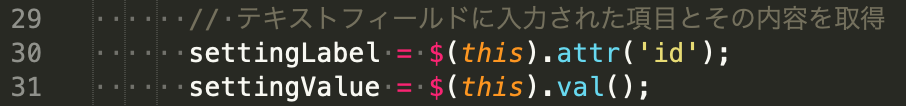 29 // テキストフィールドに入力された項目とその内容を取得
30 settingLabel = $(this).attr('id');
31 settingValue = $(this).val();